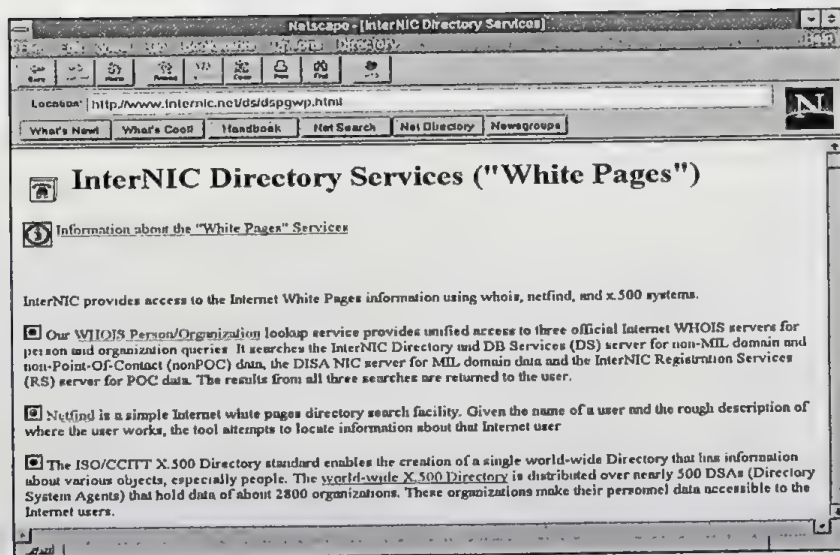 Netscape - [InterNIC Directory Services]
Location: http://www.internic.net/ds/dspgwp.html
What's New! What's Cool! Handbook Net Search Net Directory Newsgroups
InterNIC Directory Services ("White Pages")
Information about the "White Pages" Services
InterNIC provides access to the Internet White Pages information using whois, netfind, and x.500 systems.
Our WHOIS Person/Organization lookup service provides unified access to three official Internet WHOIS servers for
person and organization queries. It searches the InterNIC Directory and DB Services (DS) server for non-MIL domain and
non-Point-Of-Contact (nonPOC) data, the DISA NIC server for MIL domain data and the InterNIC Registration Services
(RS) server for POC data. The results from all three searches are returned to the user.
Netfind is a simple Internet white pages directory search facility. Given the name of a user and the rough description of
where the user works, the tool attempts to locate information about that Internet user
The ISO/CCITT X.500 Directory standard enables the creation of a single world-wide Directory that has information
about various objects, especially people. The world-wide X.500 Directory is distributed over nearly 500 DSAs (Directory
System Agents) that hold data of about 2800 organizations. These organizations make their personnel data accessible to the
Internet users.